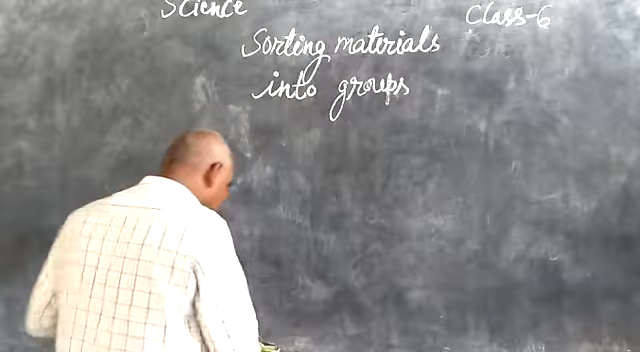 Science Class-6
Sorting materials
into groups